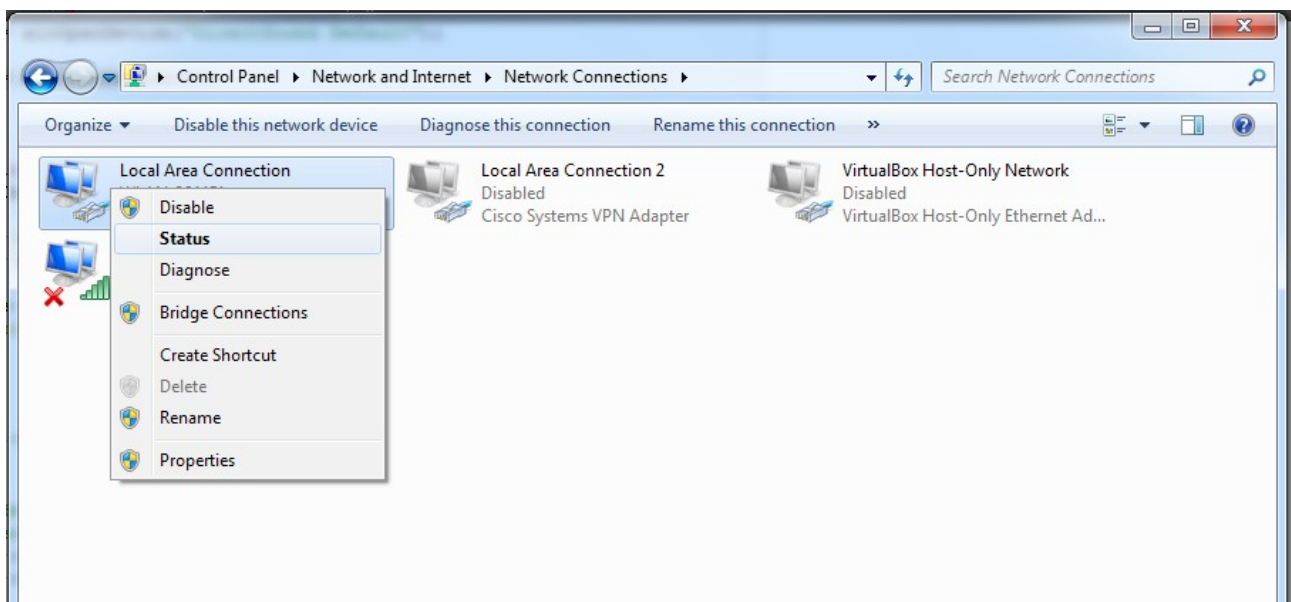 Control Panel ▸ Network and Internet ▸ Network Connections ▸
Search Network Connections
Organize
Disable this network device
Diagnose this connection
Rename this connection
»
Local Area Connection
Local Area Connection 2
Disabled
Cisco Systems VPN Adapter
VirtualBox Host-Only Network
Disabled
VirtualBox Host-Only Ethernet Ad...
Disable
Status
Diagnose
Bridge Connections
Create Shortcut
Delete
Rename
Properties